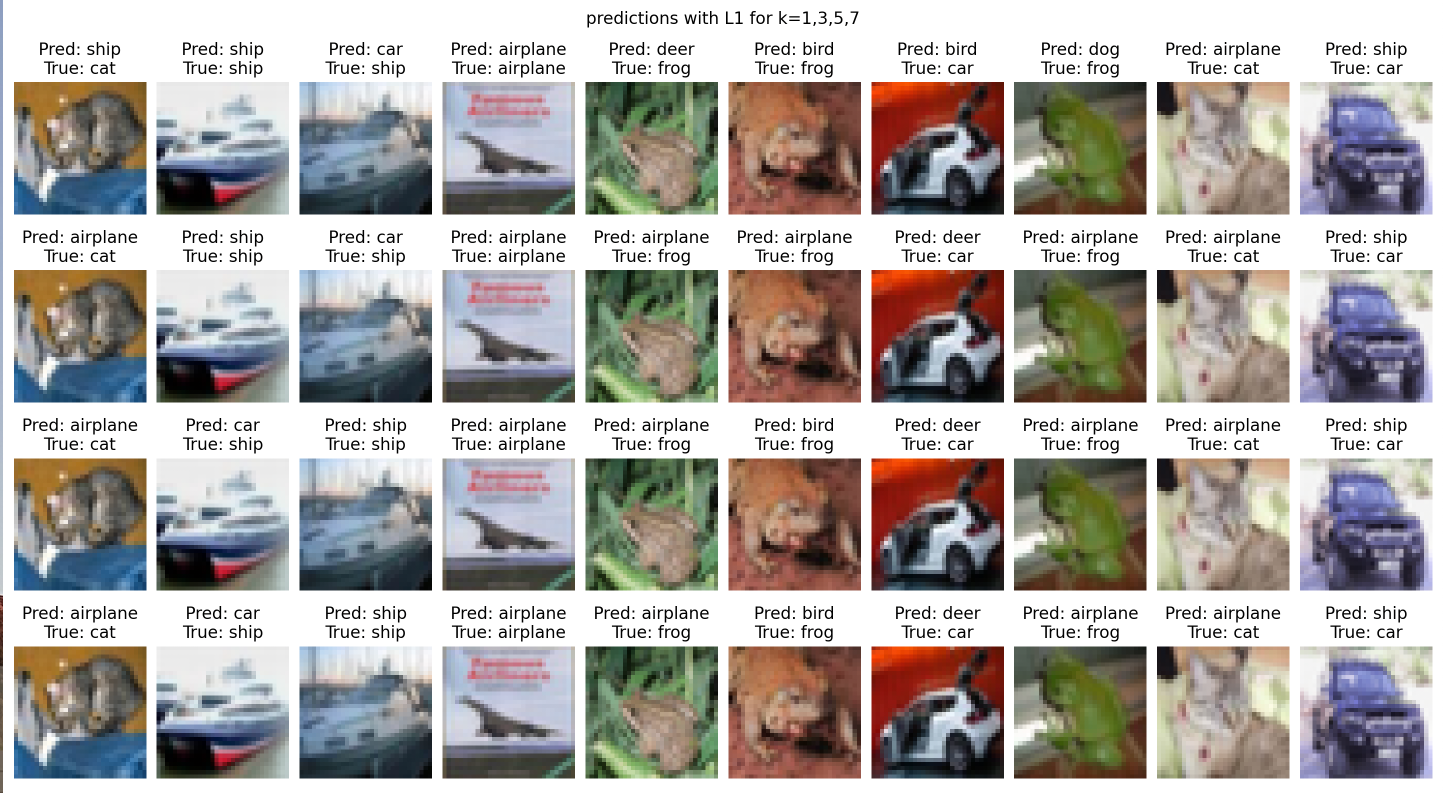 predictions with L1 for k=1,3,5,7
Pred: ship
True: cat
Pred: ship
True: ship
Pred: car
True: ship
Pred: airplane
True: airplane
Pred: deer
True: frog
Pred: bird
True: frog
Pred: bird
True: car
Pred: dog
True: frog
Pred: airplane
True: cat
Pred: ship
True: car
Pred: airplane
True: cat
Pred: ship
True: ship
Pred: car
True: ship
Pred: airplane
True: airplane
Pred: airplane
True: frog
Pred: airplane
True: frog
Pred: deer
True: car
Pred: airplane
True: frog
Pred: airplane
True: cat
Pred: ship
True: car
Pred: airplane
True: cat
Pred: car
True: ship
Pred: ship
True: ship
Pred: airplane
True: airplane
Pred: airplane
True: frog
Pred: bird
True: frog
Pred: deer
True: car
Pred: airplane
True: frog
Pred: airplane
True: cat
Pred: ship
True: car
Pred: airplane
True: cat
Pred: car
True: ship
Pred: ship
True: ship
Pred: airplane
True: airplane
Pred: airplane
True: frog
Pred: bird
True: frog
Pred: deer
True: car
Pred: airplane
True: frog
Pred: airplane
True: cat
Pred: ship
True: car